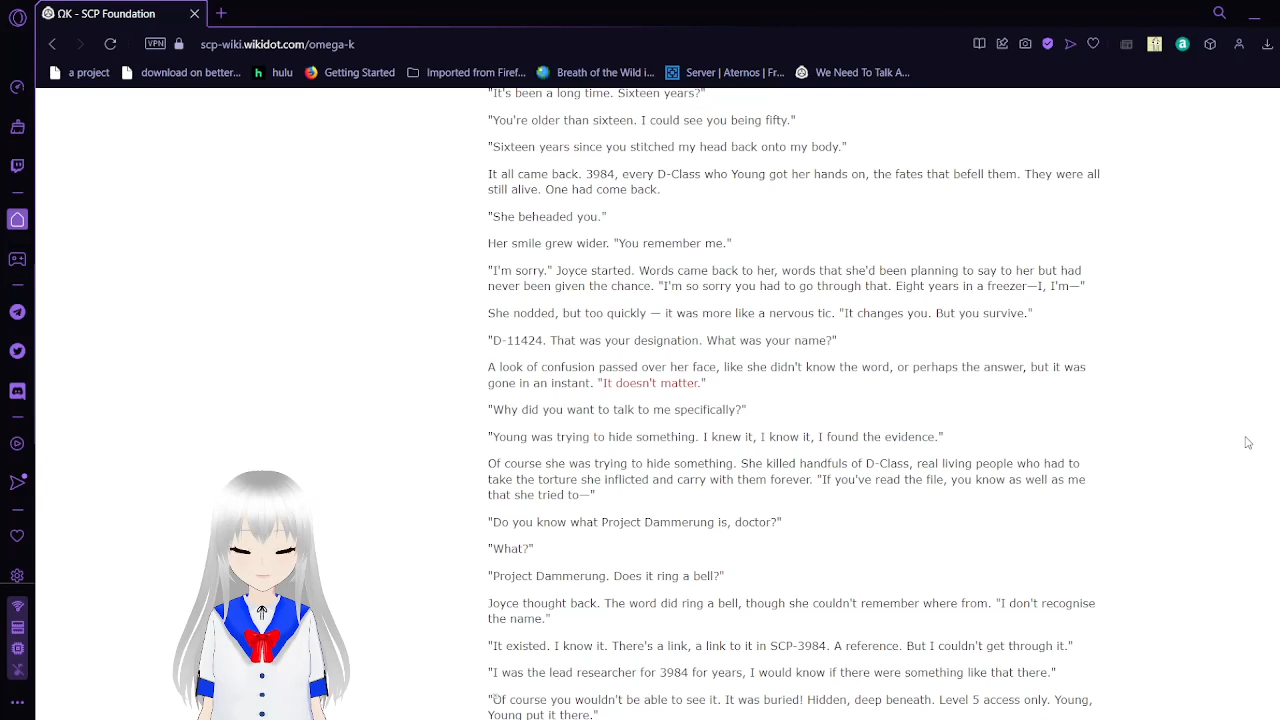 ΩK - SCP Foundation
VPN
scp-wiki.wikidot.com/omega-k
a project
download on better...
hulu
Getting Started
Imported from Firef...
Breath of the Wild i...
Server | Aternos | Fr...
We Need To Talk A...
"It's been a long time. Sixteen years?"
"You're older than sixteen. I could see you being fifty."
"Sixteen years since you stitched my head back onto my body."
It all came back. 3984, every D-Class who Young got her hands on, the fates that befell them. They were all
still alive. One had come back.
"She beheaded you."
Her smile grew wider. "You remember me."
"I'm sorry." Joyce started. Words came back to her, words that she'd been planning to say to her but had
never been given the chance. "I'm so sorry you had to go through that. Eight years in a freezer—I, I'm—"
She nodded, but too quickly — it was more like a nervous tic. "It changes you. But you survive."
"D-11424. That was your designation. What was your name?"
A look of confusion passed over her face, like she didn't know the word, or perhaps the answer, but it was
gone in an instant. "It doesn't matter."
"Why did you want to talk to me specifically?"
"Young was trying to hide something. I knew it, I know it, I found the evidence."
Of course she was trying to hide something. She killed handfuls of D-Class, real living people who had to
take the torture she inflicted and carry with them forever. "If you've read the file, you know as well as me
that she tried to—"
"Do you know what Project Dammerung is, doctor?"
"What?"
"Project Dammerung. Does it ring a bell?"
Joyce thought back. The word did ring a bell, though she couldn't remember where from. "I don't recognise
the name."
"It existed. I know it. There's a link, a link to it in SCP-3984. A reference. But I couldn't get through it."
"I was the lead researcher for 3984 for years, I would know if there were something like that there."
"Of course you wouldn't be able to see it. It was buried! Hidden, deep beneath. Level 5 access only. Young,
Young put it there."